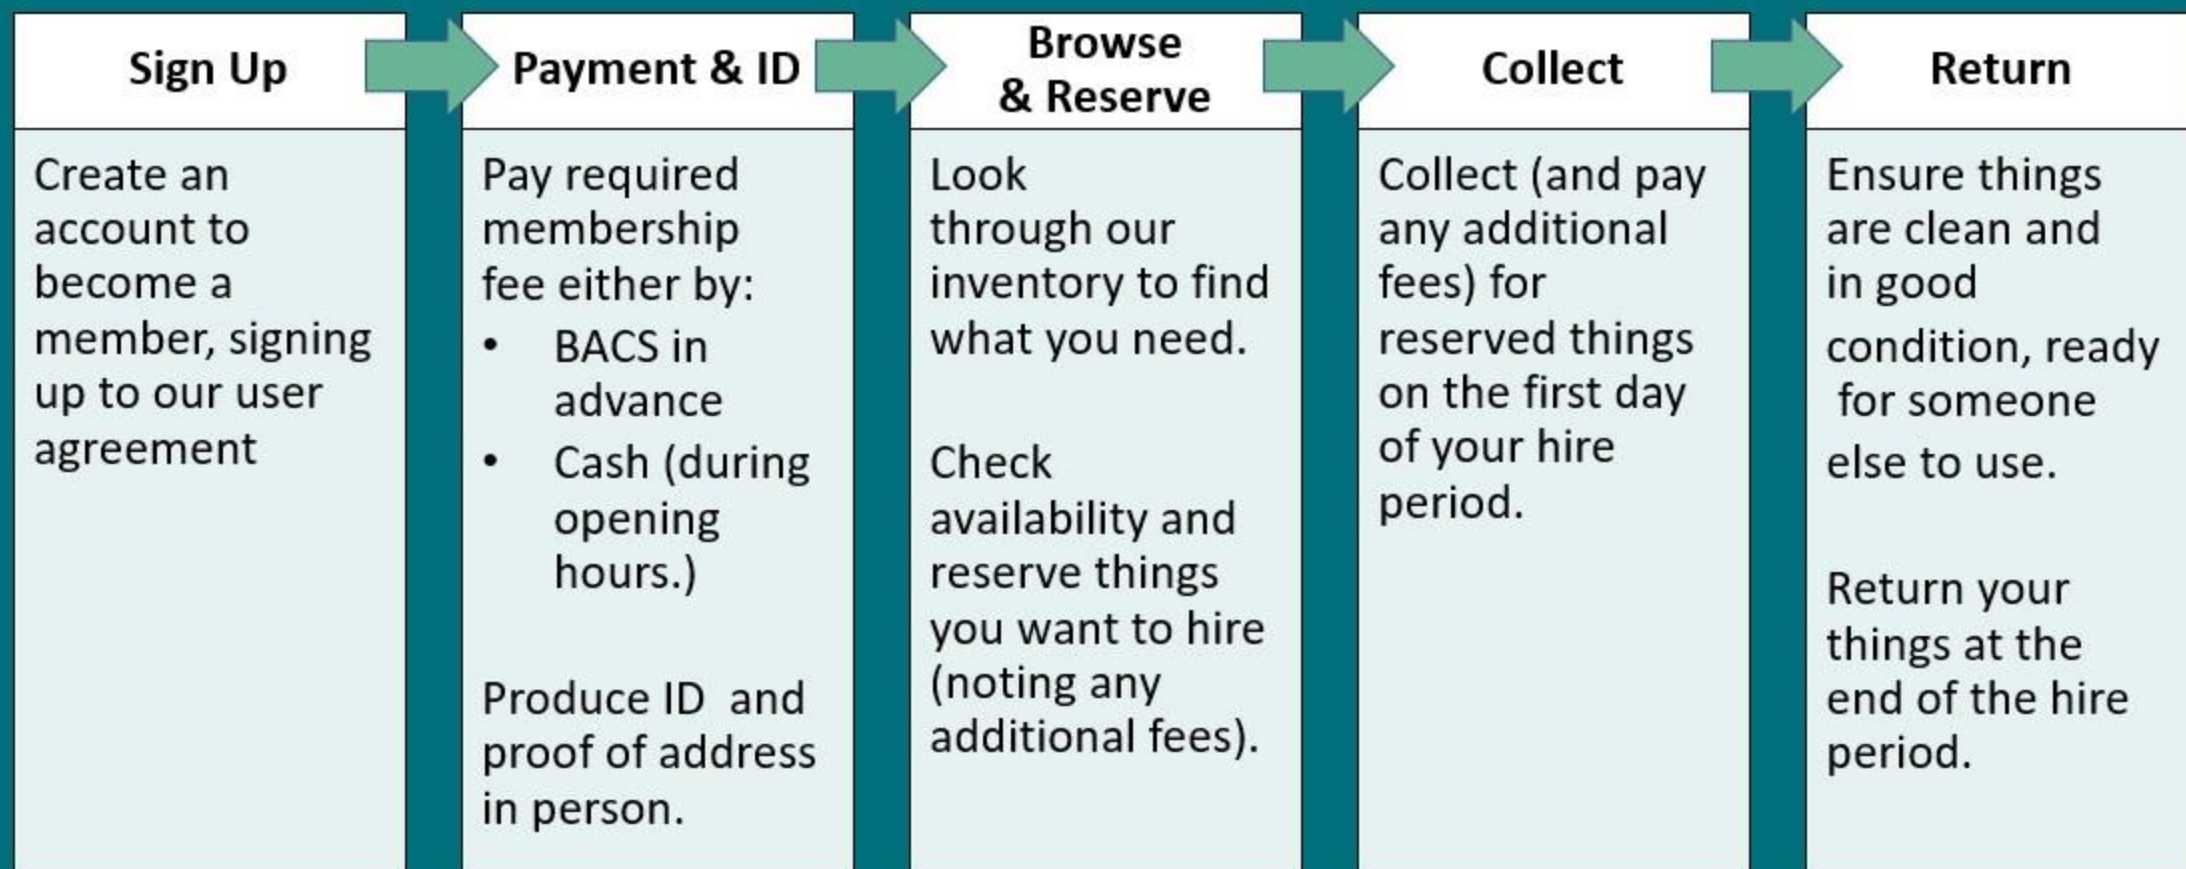 Sign Up
Create an
account to
become a
member, signing
up to our user
agreement
Payment & ID
Pay required
membership
fee either by:
• BACS in
advance
• Cash (during
opening
hours.)
Produce ID  and
proof of address
in person.
Browse
& Reserve
Look
through our
inventory to find
what you need.
Check
availability and
reserve things
you want to hire
(noting any
additional fees).
Collect
Collect (and pay
any additional
fees) for
reserved things
on the first day
of your hire
period.
Return
Ensure things
are clean and
in good
condition, ready
for someone
else to use.
Return your
things at the
end of the hire
period.